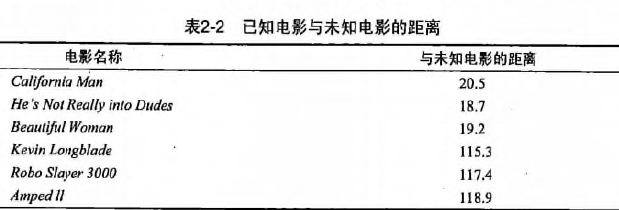 表2-2 已知电影与未知电影的距离
电影名称 与未知电影的距离
California Man 20.5
He's Not Really into Dudes 18.7
Beautiful Woman 19.2
Kevin Longblade 115.3
Robo Slayer 3000 117.4
Amped II 118.9